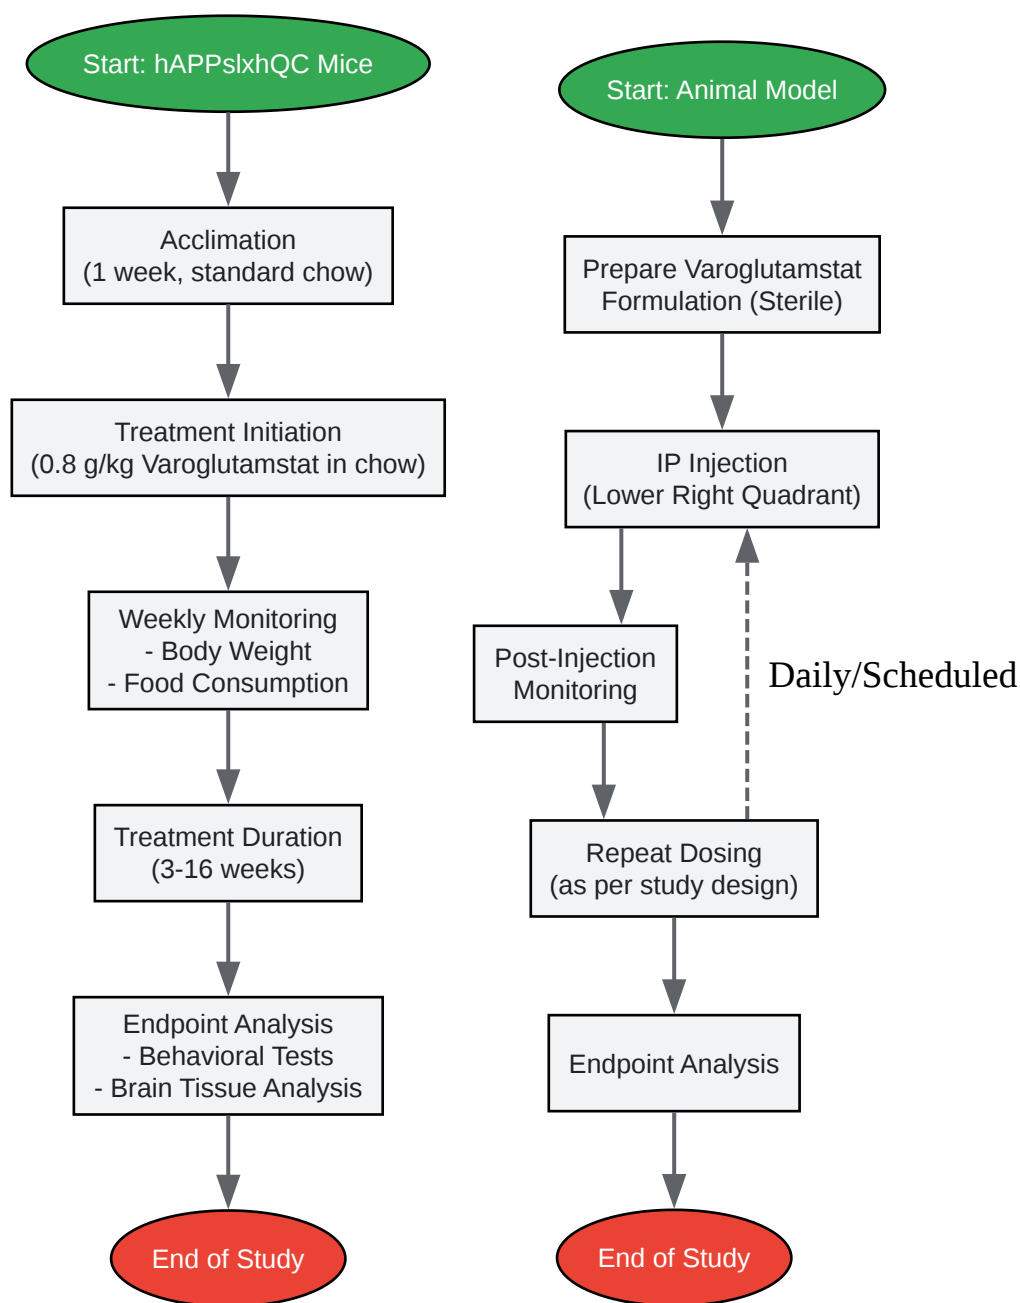 Start: hAPPslxhQC Mice
Acclimation
(1 week, standard chow)
Treatment Initiation
(0.8 g/kg Varoglutamstat in chow)
Weekly Monitoring
- Body Weight
- Food Consumption
Treatment Duration
(3-16 weeks)
Endpoint Analysis
- Behavioral Tests
- Brain Tissue Analysis
End of Study
Start: Animal Model
Prepare Varoglutamstat
Formulation (Sterile)
IP Injection
(Lower Right Quadrant)
Post-Injection
Monitoring
Daily/Scheduled
Repeat Dosing
(as per study design)
Endpoint Analysis
End of Study